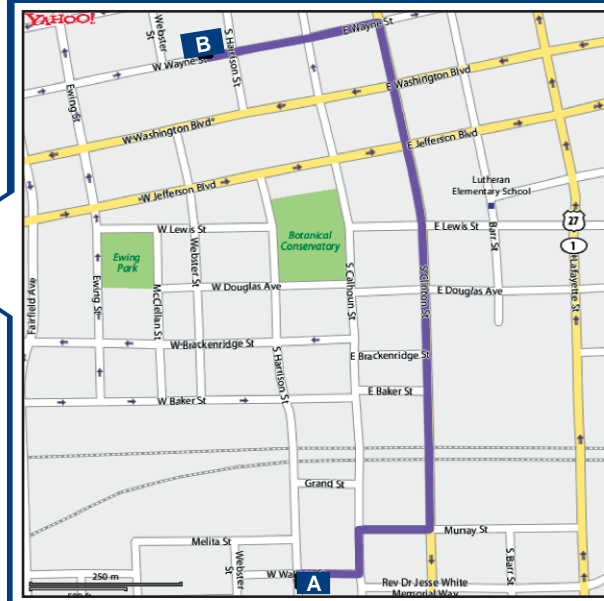 YAHOO!
B
Webster
St
S Harrison St
E Wayne St
W Wayne St
Ewing St
E Washington Blvd
W Washington Blvd
E Jefferson Blvd
W Jefferson Blvd
Lutheran
Elementary School
27
1
W Lewis St
E Lewis St
Barr St
Botanical
Conservatory
Ewing
Park
Webster St
S Calhoun St
S Clinton St
Lafayette St
Fairfield Ave
Ewing St
McClellan St
W Douglas Ave
E Douglas Ave
W Brackenridge St
E Brackenridge St
S Harrison St
E Baker St
W Baker St
Grand St
Murray St
Melita St
Webster
St
A
S Barr St
250 m
Rev Dr Jesse White
Memorial Way